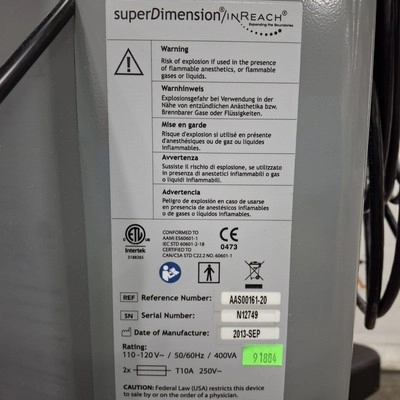 superDimension®/iNREACH®
Expanding the Boundaries
Warning
Risk of explosion if used in the presence
of flammable anesthetics, or flammable
gases or liquids.
Warnhinweis
Explosionsgefahr bei Verwendung in der
Nähe von entzündlichen Anästhetika bzw.
Brennbarer Gase oder Flüssigkeiten.
Mise en garde
Risque d'explosion si utilisé en présence
d'anesthésiques ou de gaz ou liquides
inflammables.
Avvertenza
Sussiste il rischio di esplosione, se utilizzato
in presenza di anestetici infiammabili o gas
o liquidi infiammabili.
Advertencia
Peligro de explosión en caso de usarse
en presencia de anestésicos inflamables
o de gases o liquidos inflamables.
ETL
Intertek
3188265
CONFORMED TO
AAMI ES60601-1
IEC STD 60601-2-18
CERTIFIED TO
CAN/CSA STD C22.2 NO. 60601-1
CE
0473
REF Reference Number: AAS00161-20
SN Serial Number: N12749
Date of Manufacture: 2013-SEP
Rating:
110-120V~ / 50/60Hz / 400VA
91884
2x T10A 250V~
CAUTION: Federal Law (USA) restricts this device
to sale by or on the order of a physician.